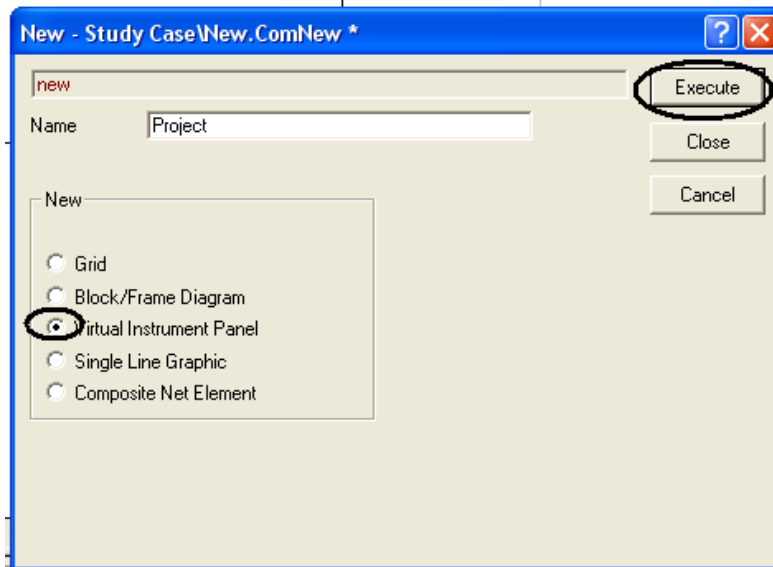 New - Study Case\New.ComNew *
new
Execute
Name Project
Close
New
Cancel
Grid
Block/Frame Diagram
Virtual Instrument Panel
Single Line Graphic
Composite Net Element